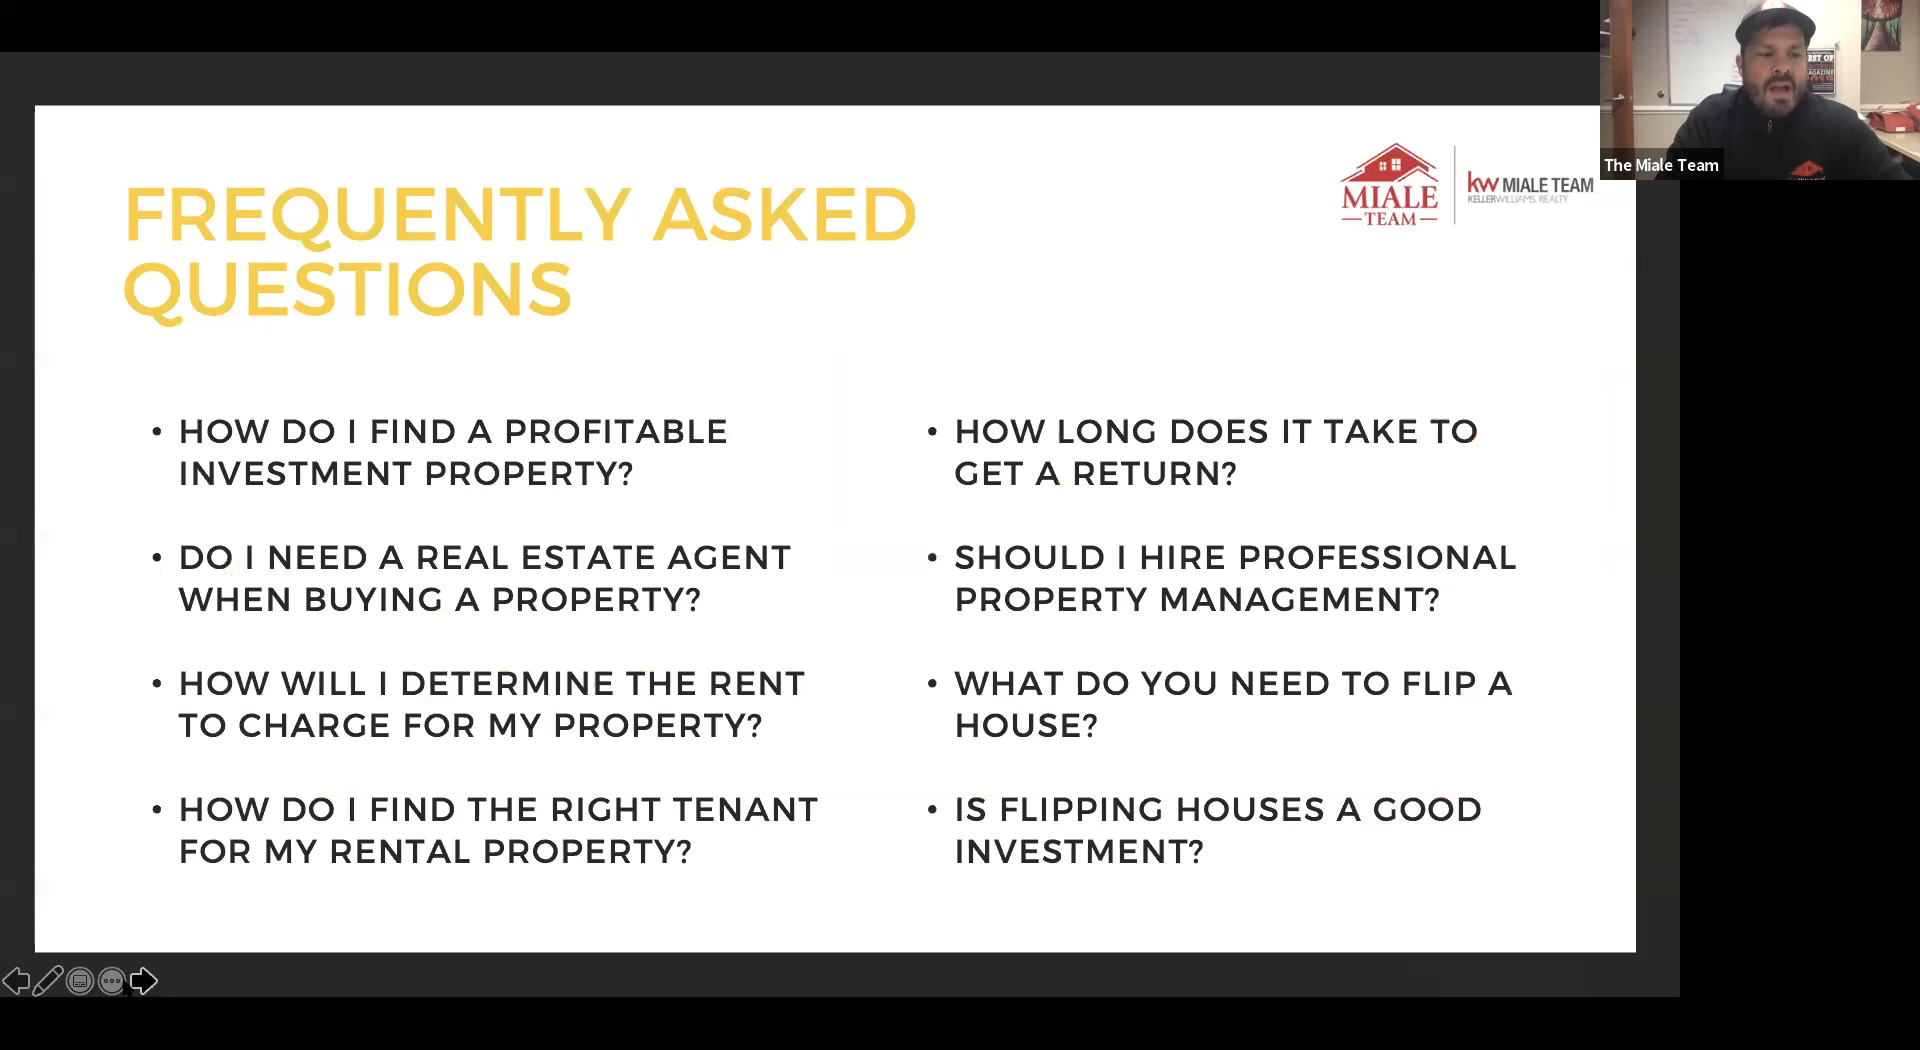 FREQUENTLY ASKED
QUESTIONS
MIALE
TEAM
kw MIALE TEAM
KELLERWILLIAMS. REALTY
• HOW DO I FIND A PROFITABLE
INVESTMENT PROPERTY?
• DO I NEED A REAL ESTATE AGENT
WHEN BUYING A PROPERTY?
• HOW WILL I DETERMINE THE RENT
TO CHARGE FOR MY PROPERTY?
• HOW DO I FIND THE RIGHT TENANT
FOR MY RENTAL PROPERTY?
• HOW LONG DOES IT TAKE TO
GET A RETURN?
• SHOULD I HIRE PROFESSIONAL
PROPERTY MANAGEMENT?
• WHAT DO YOU NEED TO FLIP A
HOUSE?
• IS FLIPPING HOUSES A GOOD
INVESTMENT?
The Miale Team